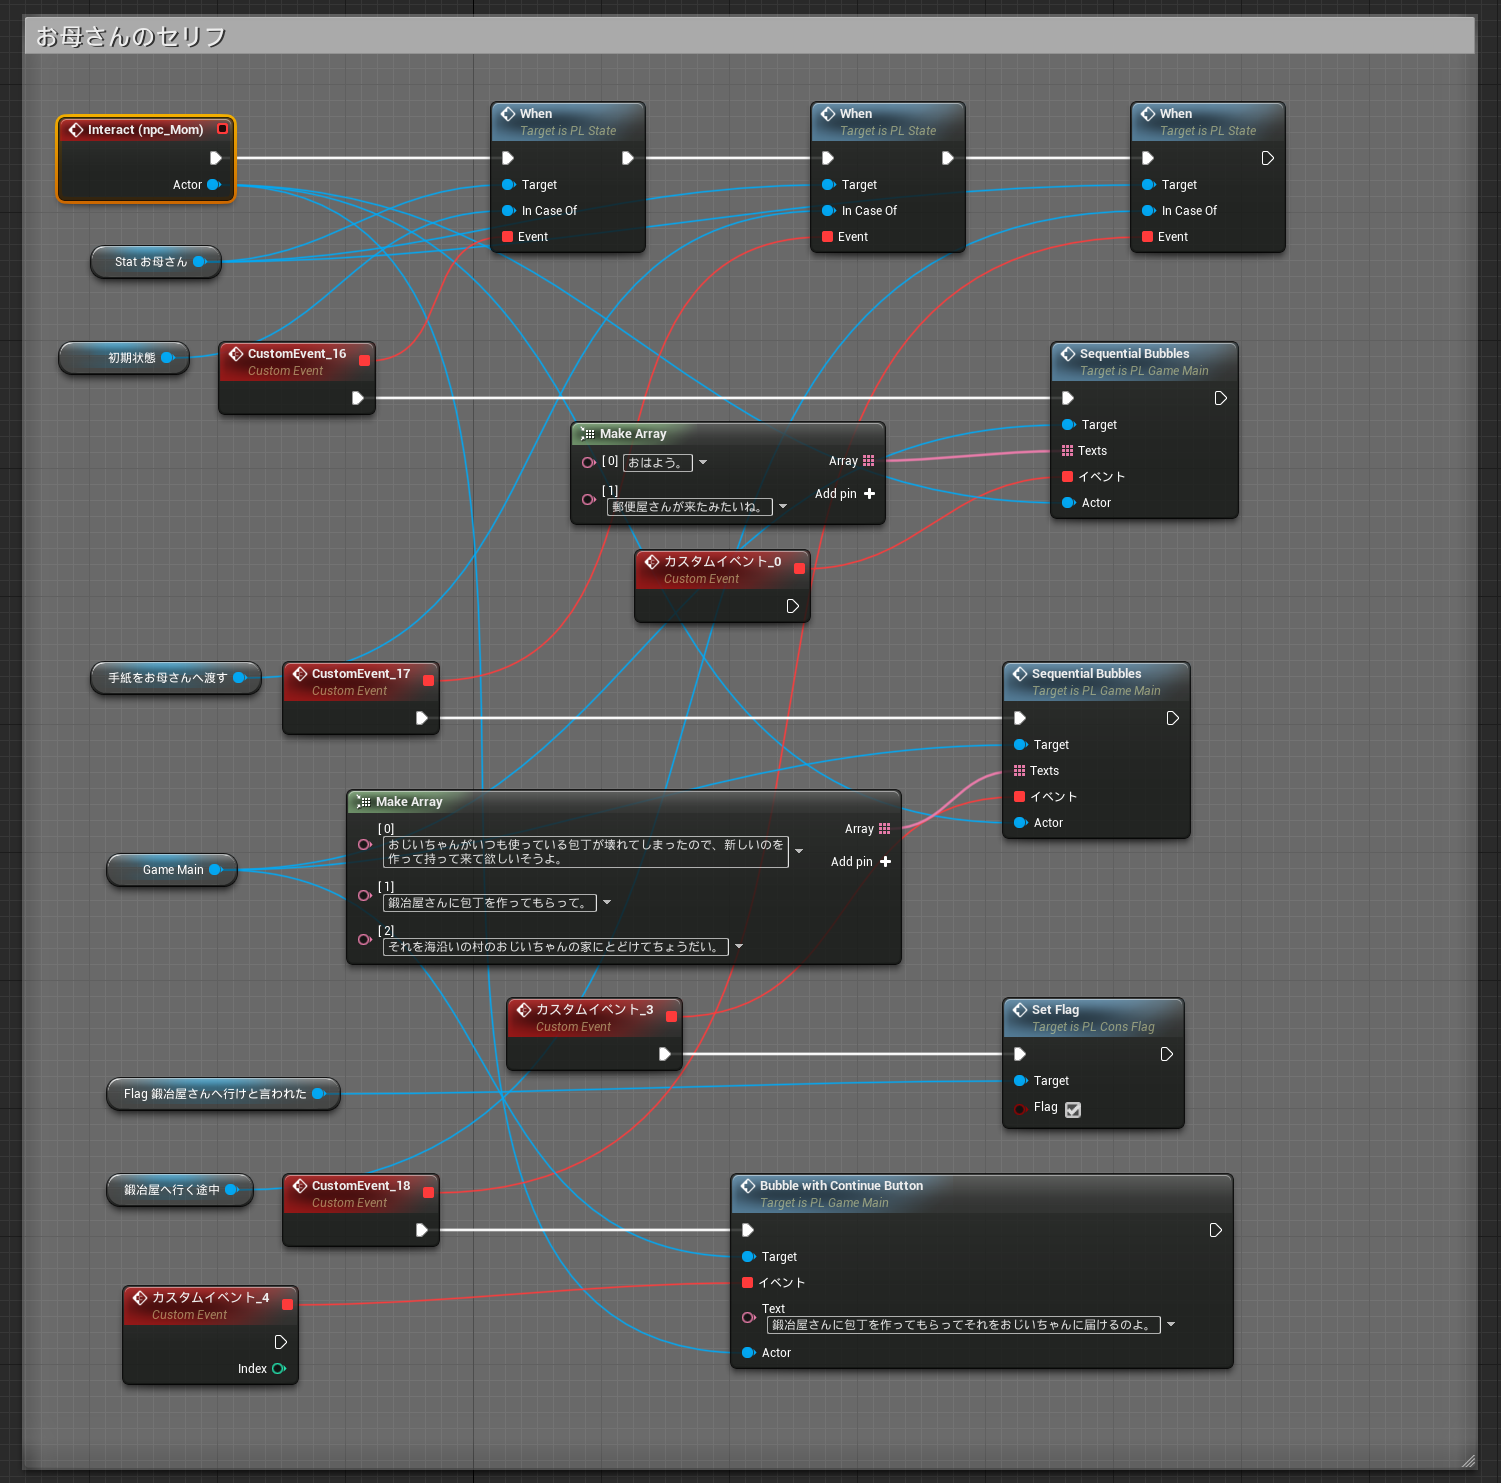 お母さんのセリフ
Interact (npc_Mom)
Actor
When
Target is PL State
Target
In Case Of
Event
When
Target is PL State
Target
In Case Of
Event
When
Target is PL State
Target
In Case Of
Event
Stat お母さん
初期状態
CustomEvent_16
Custom Event
Sequential Bubbles
Target is PL Game Main
Target
Texts
イベント
Actor
Make Array
[0] おはよう。
Array
[1]
郵便屋さんが来たみたいね。
Add pin
カスタムイベント_0
Custom Event
手紙をお母さんへ渡す
CustomEvent_17
Custom Event
Sequential Bubbles
Target is PL Game Main
Target
Texts
イベント
Actor
Make Array
[0]
おじいちゃんがいつも使っている包丁が壊れてしまったので、新しいのを
作って持って来て欲しいそうよ。
Array
Add pin
[1]
鍛冶屋さんに包丁を作ってもらって。
[2]
それを海沿いの村のおじいちゃんの家にとどけてちょうだい。
Game Main
カスタムイベント_3
Custom Event
Set Flag
Target is PL Cons Flag
Target
Flag
Flag 鍛冶屋さんへ行けと言われた
鍛冶屋へ行く途中
CustomEvent_18
Custom Event
Bubble with Continue Button
Target is PL Game Main
Target
イベント
Text
鍛冶屋さんに包丁を作ってもらってそれをおじいちゃんに届けるのよ。
Actor
カスタムイベント_4
Custom Event
Index